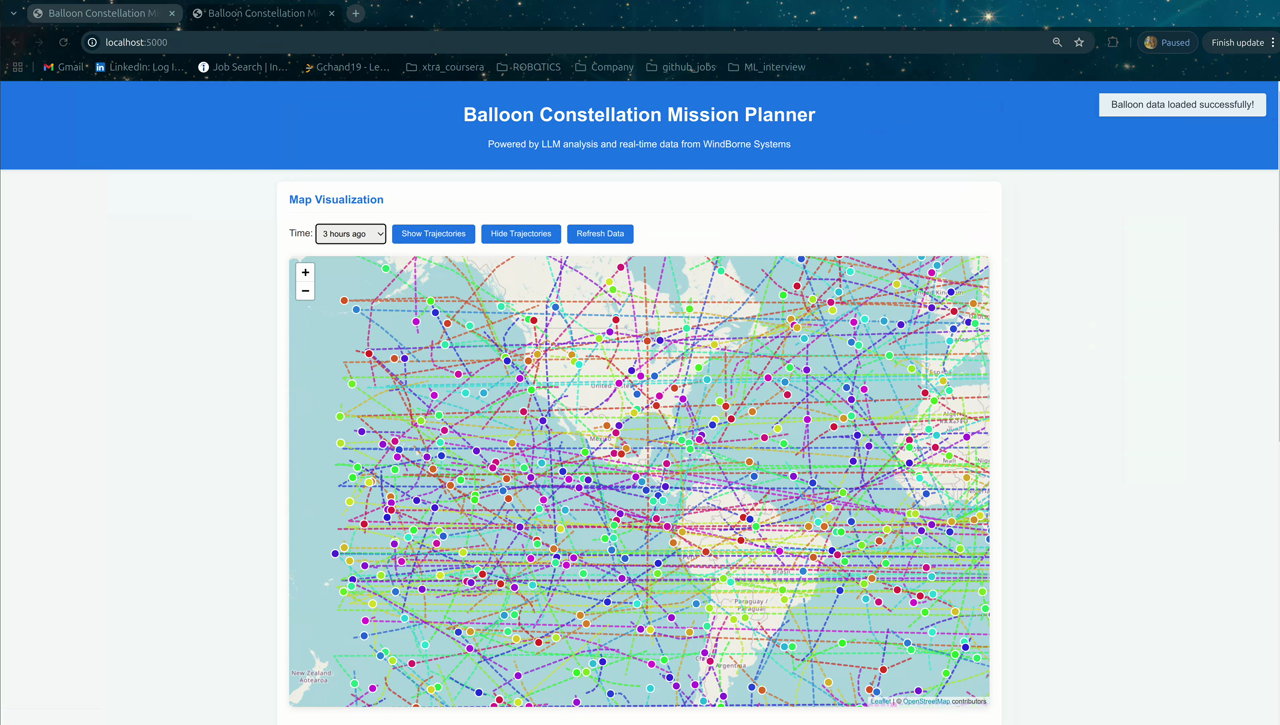 Balloon Constellation Mi
Balloon Constellation M
localhost:5000
Paused
Finish update
Gmail
LinkedIn: Log I...
Job Search | In...
Gchand19 - Le...
xtra_coursera
ROBOTICS
Company
github_jobs
ML_interview
Balloon Constellation Mission Planner
Powered by LLM analysis and real-time data from WindBorne Systems
Balloon data loaded successfully!
Map Visualization
Time: 3 hours ago Show Trajectories Hide Trajectories Refresh Data
+
−
United
Paraguay /
Paraguái
Argentina
New Zealand
Aotearoa
Leaflet | © OpenStreetMap contributors